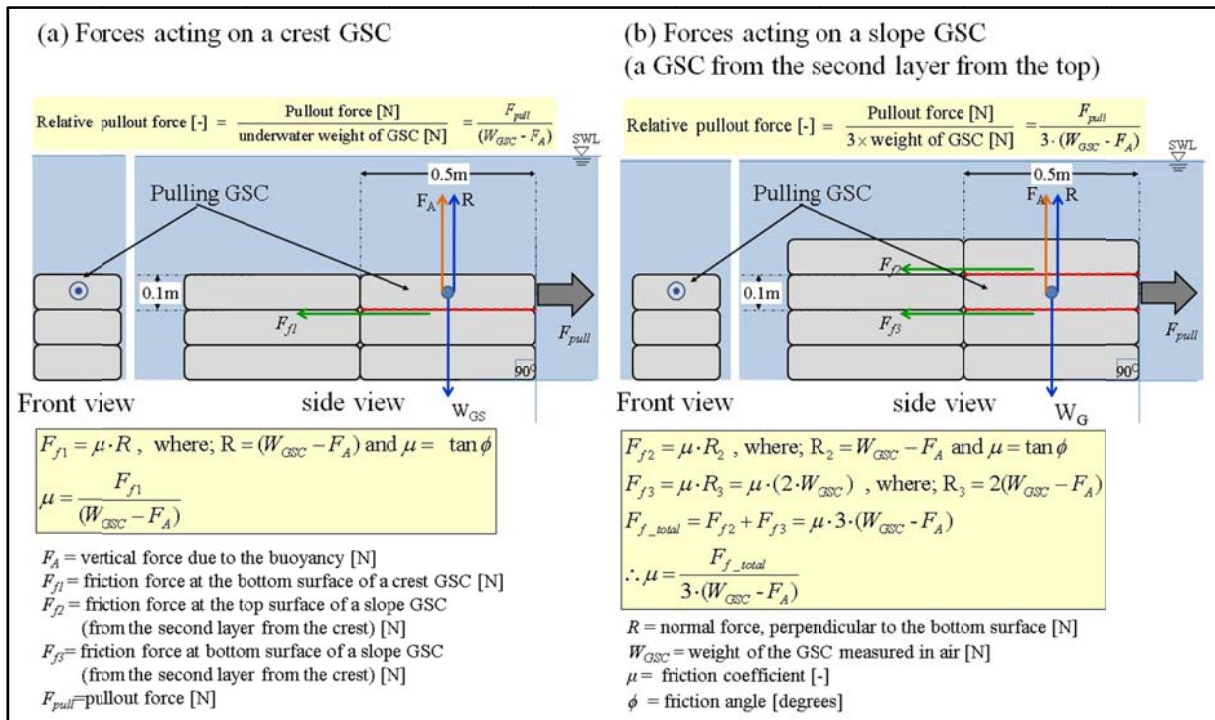 (a) Forces acting on a crest GSC
Relative pullout force [-] = Pullout force [N] / underwater weight of GSC [N] = F_pull / (W_GSC - F_A)
SWL
0.5m
Pulling GSC
F_A
R
0.1m
F_f1
F_pull
90°
Front view
side view
W_GS
F_f1 = μ·R , where; R = (W_GSC − F_A) and μ = tan ϕ
μ = F_f1 / (W_GSC − F_A)
F_A = vertical force due to the buoyancy [N]
F_f1 = friction force at the bottom surface of a crest GSC [N]
F_f2 = friction force at the top surface of a slope GSC
(from the second layer from the crest) [N]
F_f3 = friction force at bottom surface of a slope GSC
(from the second layer from the crest) [N]
F_pull=pullout force [N]
(b) Forces acting on a slope GSC
(a GSC from the second layer from the top)
Relative pullout force [-] = Pullout force [N] / 3× weight of GSC [N] = F_pull / 3·(W_GSC - F_A)
SWL
0.5m
Pulling GSC
F_A
R
F_f2
0.1m
F_f3
F_pull
90°
Front view
side view
W_G
F_f2 = μ·R_2 , where; R_2 = W_GSC − F_A and μ = tan ϕ
F_f3 = μ·R_3 = μ·(2·W_GSC) , where; R_3 = 2(W_GSC − F_A)
F_f_total = F_f2 + F_f3 = μ·3·(W_GSC - F_A)
∴ μ = F_f_total / 3·(W_GSC - F_A)
R = normal force, perpendicular to the bottom surface [N]
W_GSC = weight of the GSC measured in air [N]
μ = friction coefficient [-]
ϕ = friction angle [degrees]